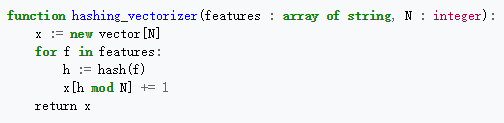 function hashing_vectorizer(features : array of string, N : integer):
    x := new vector[N]
    for f in features:
        h := hash(f)
        x[h mod N] += 1
    return x